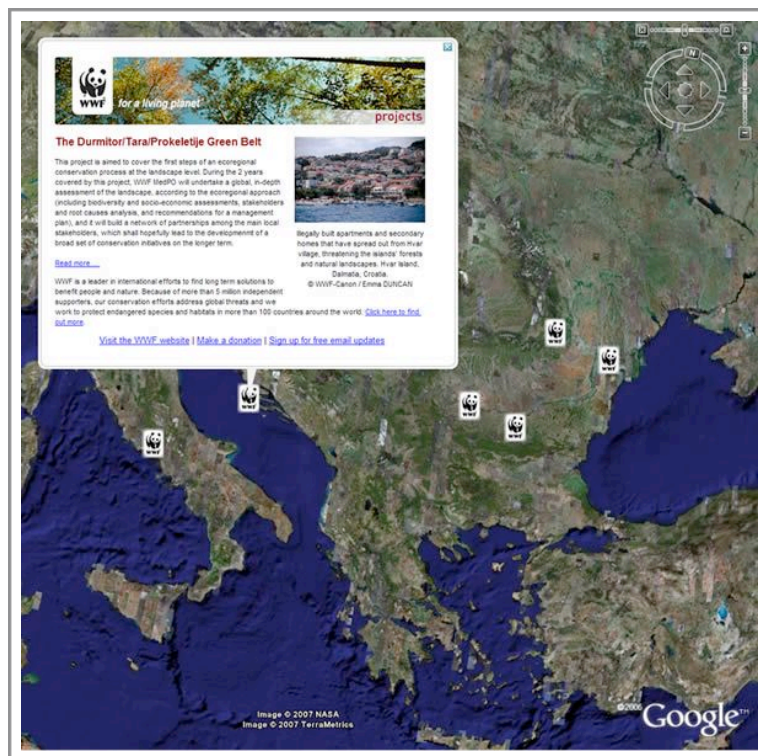 N
WWF
for a living planet
projects
The Durmitor/Tara/Prokeletije Green Belt
This project is aimed to cover the first steps of an ecoregional
conservation process at the landscape level. During the 2 years
covered by this project, WWF MedPO will undertake a global, in-depth
assessment of the landscape, according to the ecoregional approach
(including biodiversity and socio-economic assessments, stakeholders
and root causes analysis, and recommendations for a management
plan), and it will build a network of partnerships among the main local
stakeholders, which shall hopefully lead to the developmemnt of a
broad set of conservation initiatives on the longer term.
Read more....
Illegally built apartments and secondary
homes that have spread out from Hvar
village, threatening the islands' forests
and natural landscapes. Hvar Island,
Dalmatia, Croatia.
© WWF-Canon / Emma DUNCAN
WWF is a leader in international efforts to find long term solutions to
benefit people and nature. Because of more than 5 million independent
supporters, our conservation efforts address global threats and we
work to protect endangered species and habitats in more than 100 countries around the world. Click here to find
out more.
Visit the WWF website | Make a donation | Sign up for free email updates
WWF
WWF
WWF
WWF
WWF
WWF
Image © 2007 NASA
Image © 2007 TerraMetrics
©2006 Google™